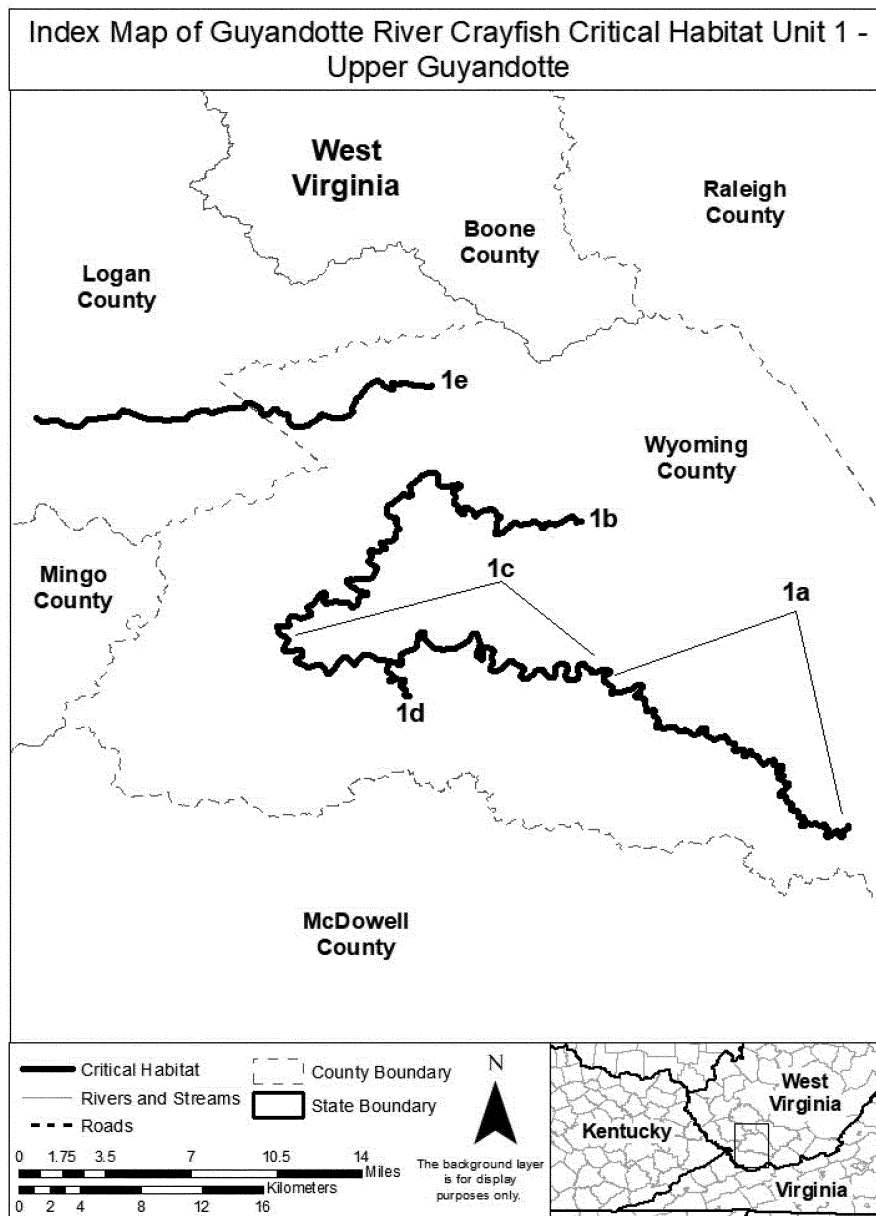 Index Map of Guyandotte River Crayfish Critical Habitat Unit 1 -
Upper Guyandotte
West
Virginia
Raleigh
County
Boone
County
Logan
County
1e
Wyoming
County
1b
Mingo
County
1c
1a
1d
McDowell
County
Critical Habitat
Rivers and Streams
Roads
County Boundary
State Boundary
0 1.75 3.5 7 10.5 14
Miles
Kilometers
0 2 4 8 12 16
N
The background layer
is for display
purposes only.
West
Virginia
Kentucky
Virginia